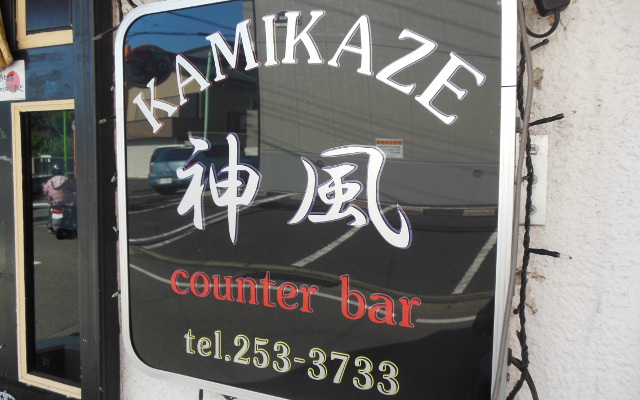 KAMIKAZE
神風
counter bar
tel.253-3733